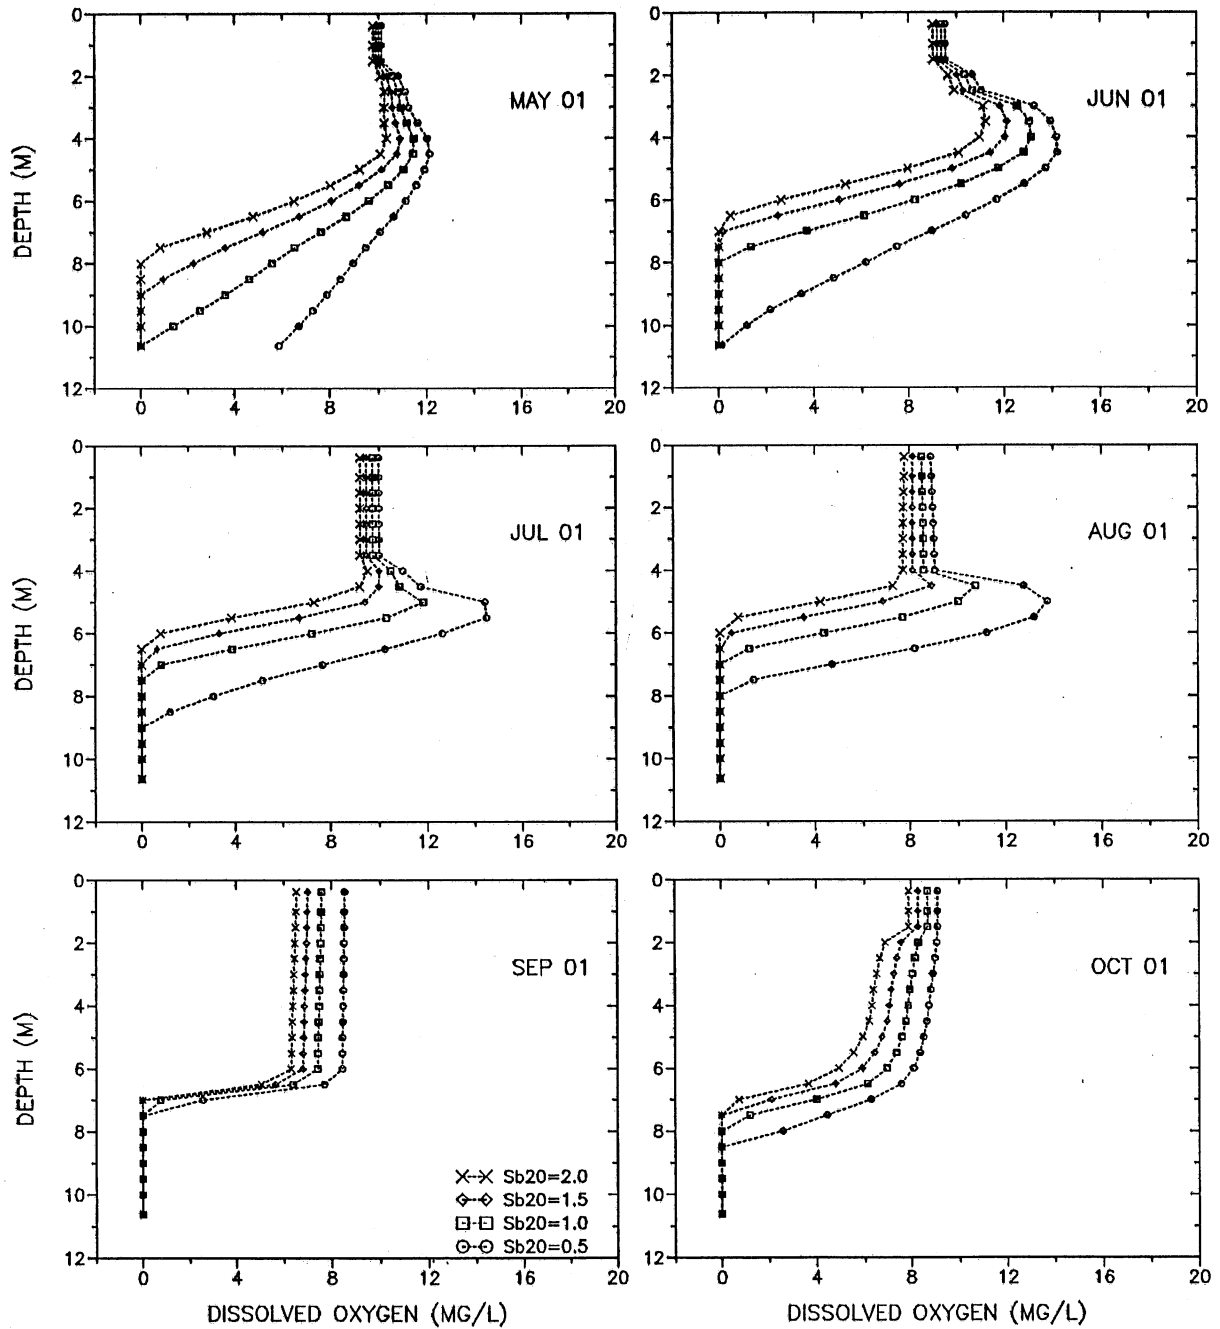 0 4 8 12 16 20
0 4 8 12 16 20
0
2
4
6
8
10
12
DEPTH (M)
MAY 01
0
2
4
6
8
10
12
JUN 01
0 4 8 12 16 20
0 4 8 12 16 20
0
2
4
6
8
10
12
DEPTH (M)
JUL 01
0
2
4
6
8
10
12
AUG 01
0 4 8 12 16 20
0 4 8 12 16 20
0
2
4
6
8
10
12
DEPTH (M)
SEP 01
Sb20=2.0
Sb20=1.5
Sb20=1.0
Sb20=0.5
0
2
4
6
8
10
12
OCT 01
DISSOLVED OXYGEN (MG/L)
DISSOLVED OXYGEN (MG/L)